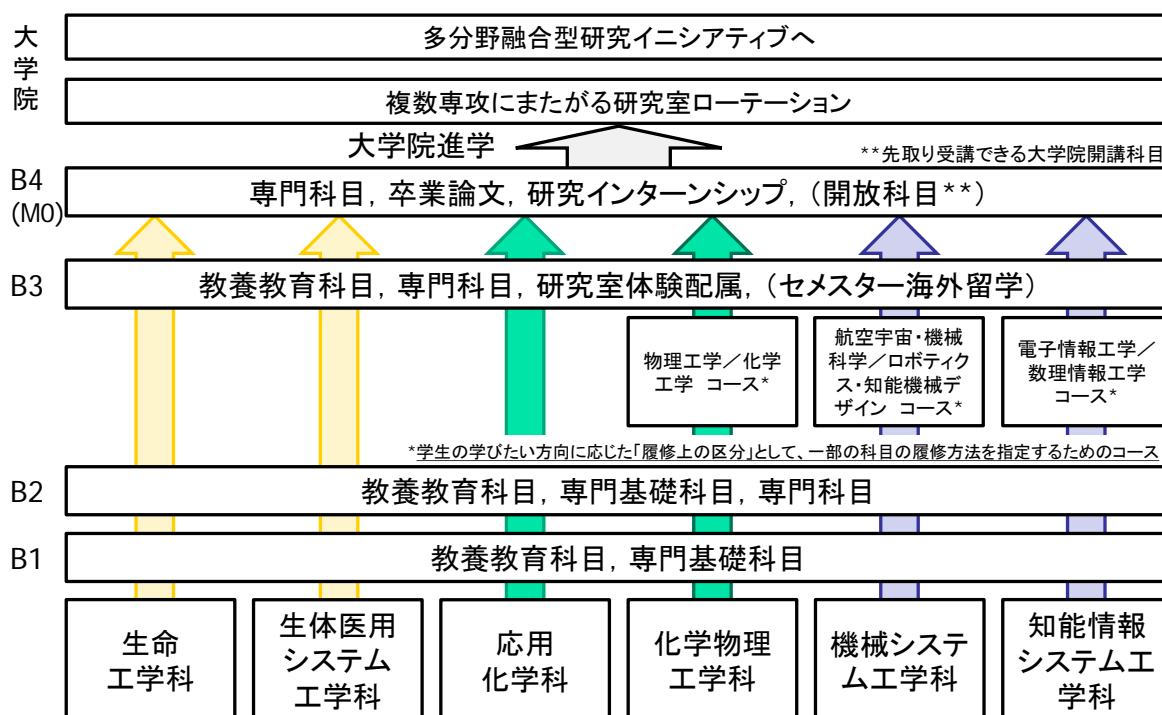 大
学
院
多分野融合型研究イニシアティブへ
複数専攻にまたがる研究室ローテーション
大学院進学
**先取り受講できる大学院開講科目
B4
(M0)
専門科目, 卒業論文, 研究インターンシップ, (開放科目**)
B3
教養教育科目, 専門科目, 研究室体験配属, (セメスター海外留学)
物理工学/化学
工学 コース*
航空宇宙・機械
科学/ロボティク
ス・知能機械デ
ザイン コース*
電子情報工学/
数理情報工学
コース*
*学生の学びたい方向に応じた「履修上の区分」として、一部の科目の履修方法を指定するためのコース
B2
教養教育科目, 専門基礎科目, 専門科目
B1
教養教育科目, 専門基礎科目
生命
工学科
生体医用
システム
工学科
応用
化学科
化学物理
工学科
機械システ
ム工学科
知能情報
システム工
学科